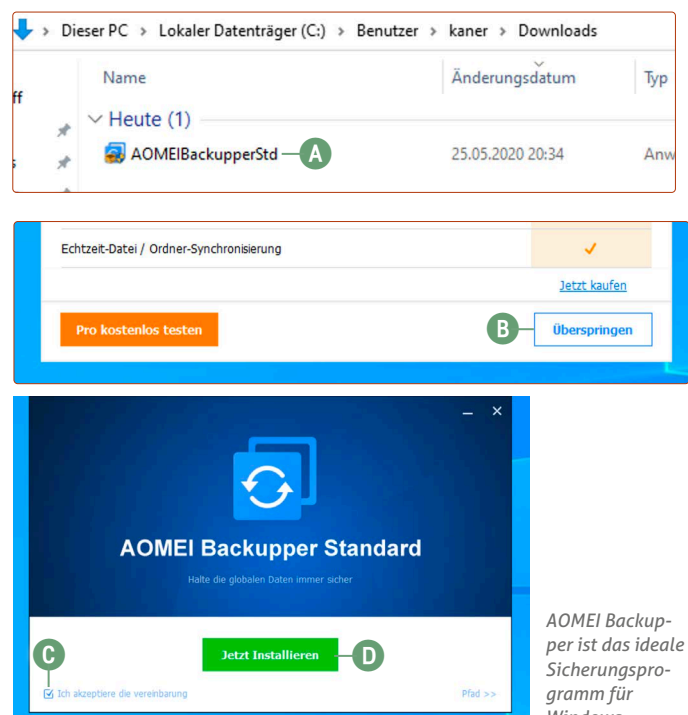 Dieser PC > Lokaler Datenträger (C:) > Benutzer > kaner > Downloads
Name Änderungsdatum Typ
ff
Heute (1)
AOMEIBackupperStd A 25.05.2020 20:34 Anw
s
Echtzeit-Datei / Ordner-Synchronisierung
Jetzt kaufen
Pro kostenlos testen B Überspringen
AOMEI Backupper Standard
Halte die globalen Daten immer sicher
Jetzt Installieren D
C
Ich akzeptiere die vereinbarung Pfad >>
AOMEI Backup-
per ist das ideale
Sicherungspro-
gramm für